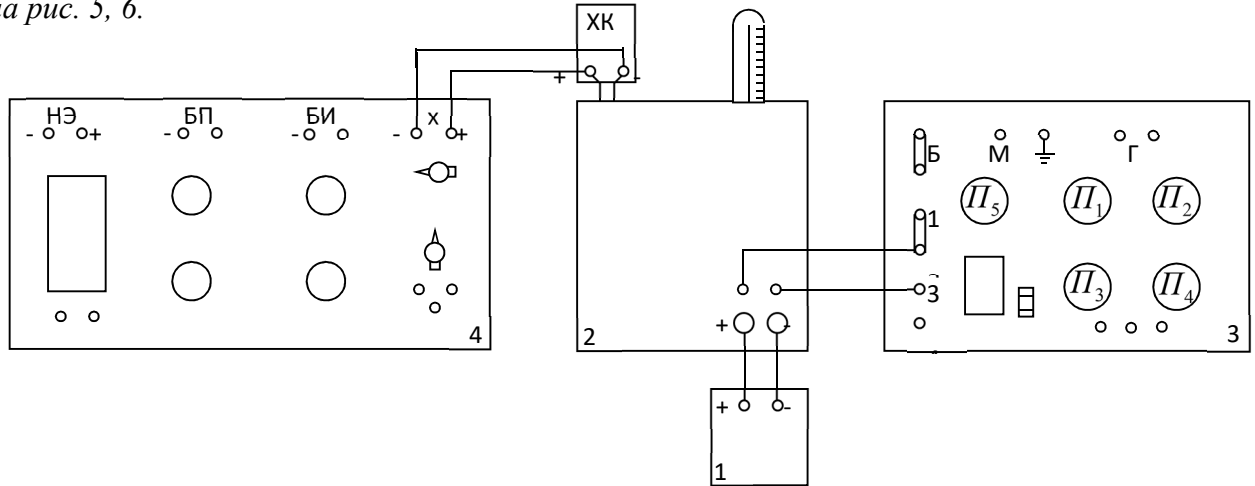 на рис. 5, 6.
ХК
+ -
НЭ БП БИ х
- + - - - +
4
2
+ -
Б М Г
П5 П1 П2
1
3 П3 П4
3
+ -
1